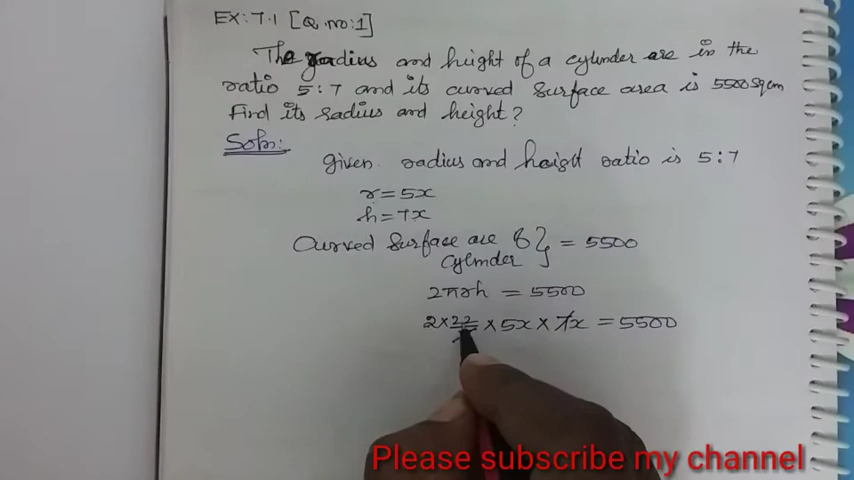 Ex: 7.1 [Q.no:1]
The radius and height of a cylinder are in the
ratio 5:7 and its curved surface area is 5500 sq cm
Find its radius and height?
Soln:
given radius and height ratio is 5:7
r = 5x
h = 7x
Curved Surface are of } = 5500
cylinder
2πrh = 5500
2 × 22/7 × 5x × 7x = 5500
Please subscribe my channel